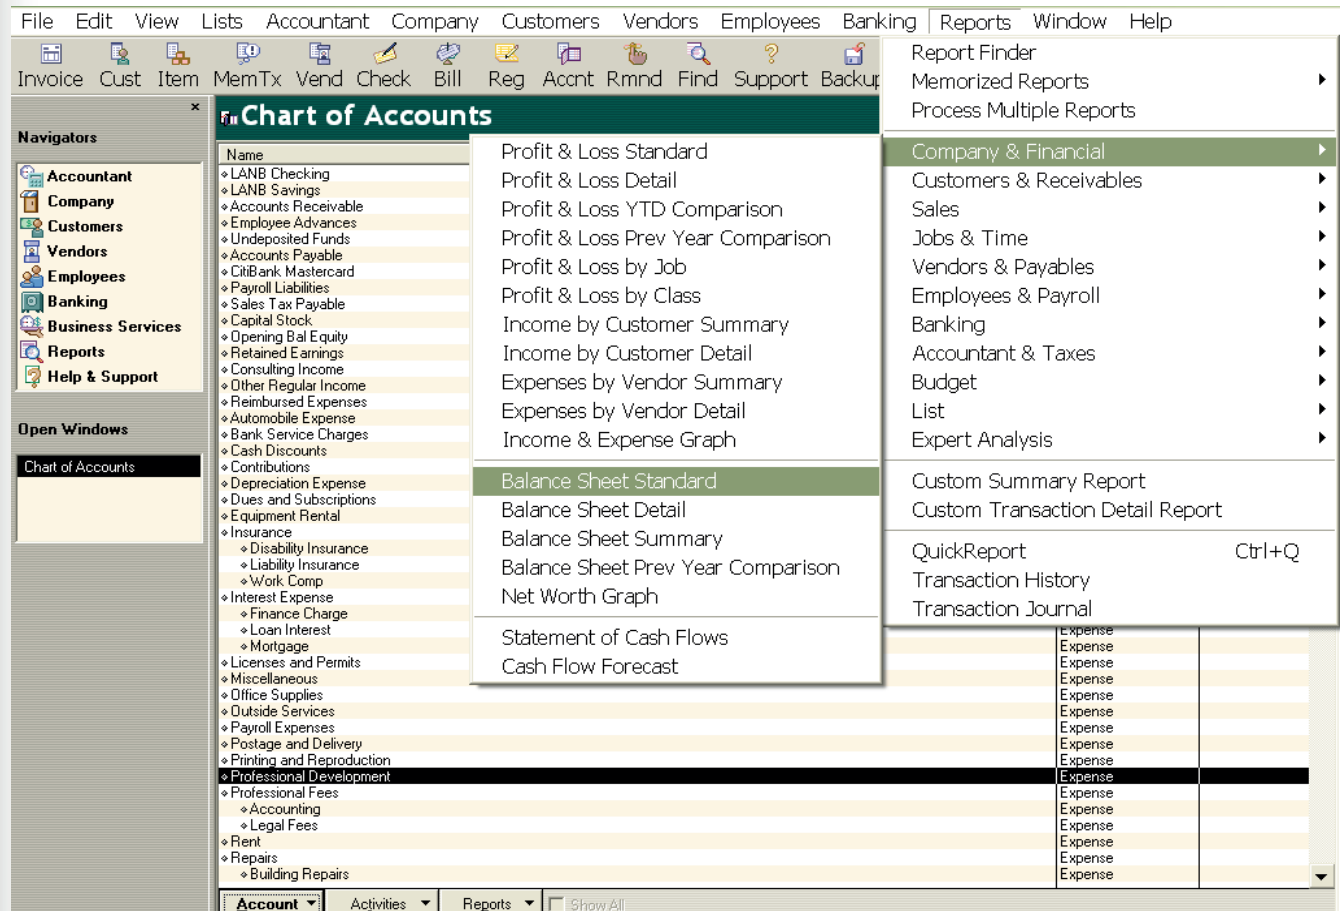 File Edit View Lists Accountant Company Customers Vendors Employees Banking Reports Window Help
Invoice Cust Item MemTx Vend Check Bill Reg Accnt Rmnd Find Support Backup
Navigators
Accountant
Company
Customers
Vendors
Employees
Banking
Business Services
Reports
Help & Support
Open Windows
Chart of Accounts
Chart of Accounts
Name
LANB Checking
LANB Savings
Accounts Receivable
Employee Advances
Undeposited Funds
Accounts Payable
CitiBank Mastercard
Payroll Liabilities
Sales Tax Payable
Capital Stock
Opening Bal Equity
Retained Earnings
Consulting Income
Other Regular Income
Reimbursed Expenses
Automobile Expense
Bank Service Charges
Cash Discounts
Contributions
Depreciation Expense
Dues and Subscriptions
Equipment Rental
Insurance
Disability Insurance
Liability Insurance
Work Comp
Interest Expense
Finance Charge
Loan Interest Expense
Mortgage Expense
Licenses and Permits Expense
Miscellaneous Expense
Office Supplies Expense
Outside Services Expense
Payroll Expenses Expense
Postage and Delivery Expense
Printing and Reproduction Expense
Professional Development Expense
Professional Fees Expense
Accounting Expense
Legal Fees Expense
Rent Expense
Repairs Expense
Building Repairs Expense
Account Activities Reports Show All
Profit & Loss Standard
Profit & Loss Detail
Profit & Loss YTD Comparison
Profit & Loss Prev Year Comparison
Profit & Loss by Job
Profit & Loss by Class
Income by Customer Summary
Income by Customer Detail
Expenses by Vendor Summary
Expenses by Vendor Detail
Income & Expense Graph
Balance Sheet Standard
Balance Sheet Detail
Balance Sheet Summary
Balance Sheet Prev Year Comparison
Net Worth Graph
Statement of Cash Flows
Cash Flow Forecast
Report Finder
Memorized Reports
Process Multiple Reports
Company & Financial
Customers & Receivables
Sales
Jobs & Time
Vendors & Payables
Employees & Payroll
Banking
Accountant & Taxes
Budget
List
Expert Analysis
Custom Summary Report
Custom Transaction Detail Report
QuickReport Ctrl+Q
Transaction History
Transaction Journal